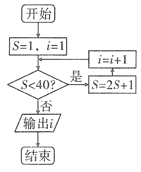 开始
S=1，i=1
i=i+1
S<40?
是
S=2S+1
否
输出i
结束